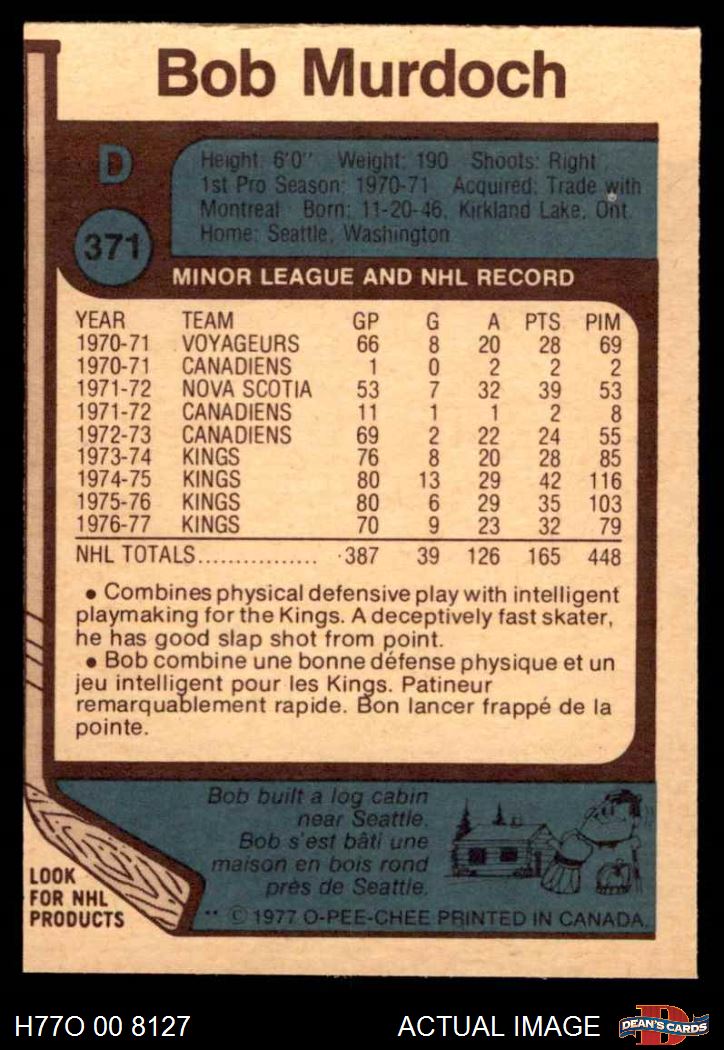 Bob Murdoch
D
371
Height: 6'0" Weight: 190 Shoots: Right
1st Pro Season: 1970-71 Acquired: Trade with
Montreal Born: 11-20-46, Kirkland Lake, Ont.
Home: Seattle, Washington
MINOR LEAGUE AND NHL RECORD
YEAR TEAM GP G A PTS PIM
1970-71 VOYAGEURS 66 8 20 28 69
1970-71 CANADIENS 1 0 2 2 2
1971-72 NOVA SCOTIA 53 7 32 39 53
1971-72 CANADIENS 11 1 1 2 8
1972-73 CANADIENS 69 2 22 24 55
1973-74 KINGS 76 8 20 28 85
1974-75 KINGS 80 13 29 42 116
1975-76 KINGS 80 6 29 35 103
1976-77 KINGS 70 9 23 32 79
NHL TOTALS................ 387 39 126 165 448
• Combines physical defensive play with intelligent
playmaking for the Kings. A deceptively fast skater,
he has good slap shot from point.
• Bob combine une bonne défense physique et un
jeu intelligent pour les Kings. Patineur
remarquablement rapide. Bon lancer frappé de la
pointe.
Bob built a log cabin
near Seattle.
Bob s'est bâti une
maison en bois rond
près de Seattle.
LOOK
FOR NHL
PRODUCTS
** © 1977 O-PEE-CHEE PRINTED IN CANADA.
H77O 00 8127
ACTUAL IMAGE
D
DEAN'S CARDS